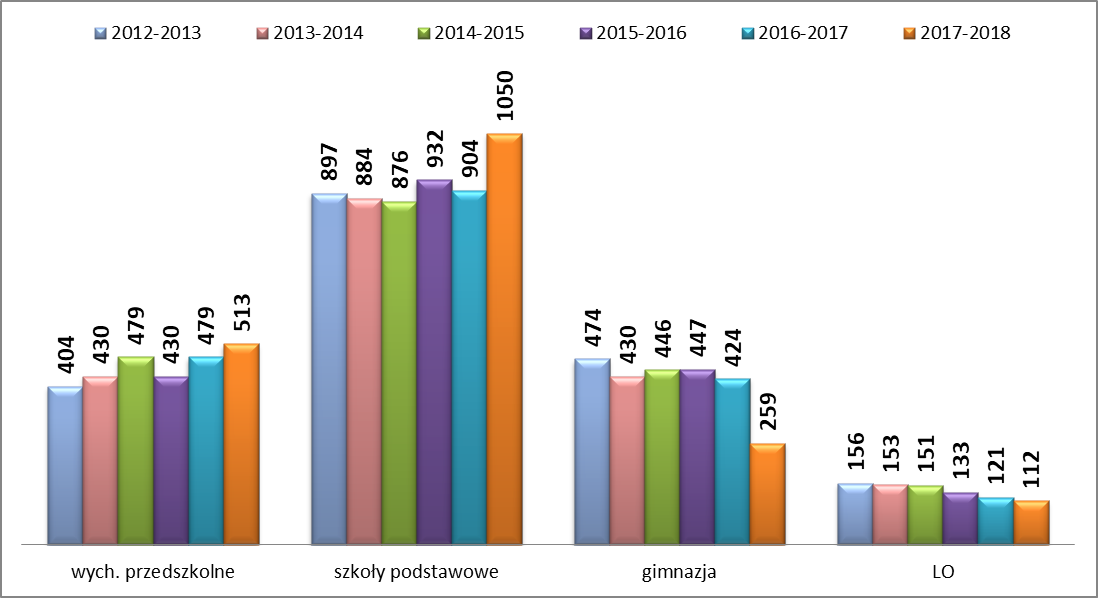 2012-2013 2013-2014 2014-2015 2015-2016 2016-2017 2017-2018
404 430 479 430 479 513
897 884 876 932 904 1050
474 430 446 447 424 259
156 153 151 133 121 112
wych. przedszkolne szkoły podstawowe gimnazja LO